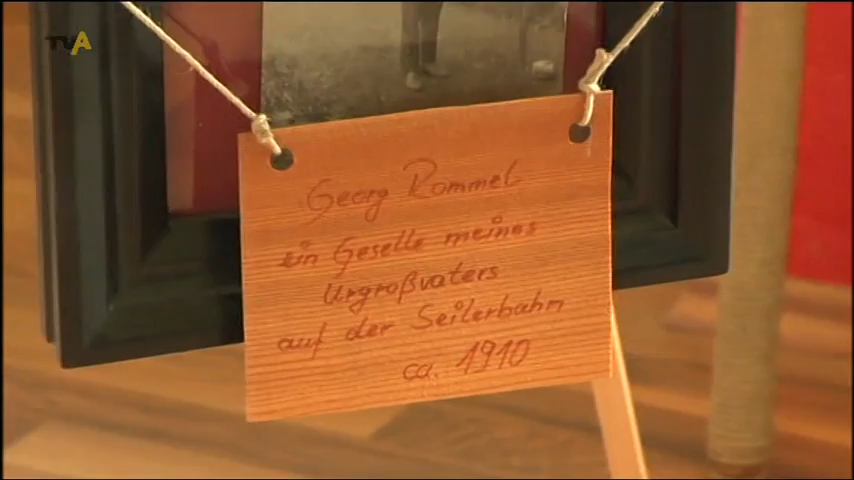 TVA
Georg Rommel
ein Geselle meines
Urgroßvaters
auf der Seilerbahn
ca. 1910